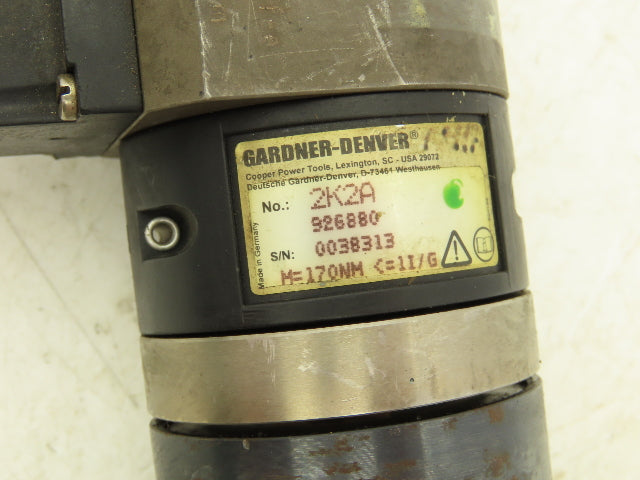 GARDNER-DENVER®
Cooper Power Tools, Lexington, SC - USA 29072
Deutsche Gardner-Denver, D-73461 Westhausen
No.: 2K2A
926880
S/N: 0038313
M=170NM <=1I/G
Made in Germany